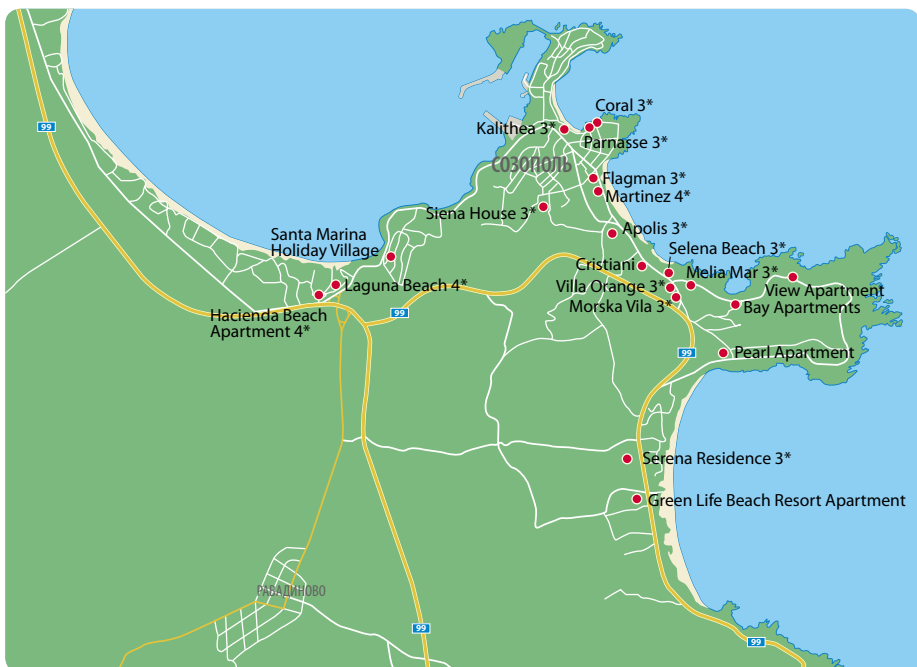 Coral 3*
99
Kalithea 3*
Parnasse 3*
СОЗОПОЛЬ
Flagman 3*
Martinez 4*
Siena House 3*
Apolis 3*
Santa Marina
Holiday Village
Selena Beach 3*
Cristiani
Melia Mar 3*
Laguna Beach 4*
Villa Orange 3*
View Apartment
Morska Vila 3*
Bay Apartments
Hacienda Beach
Apartment 4*
99
99
Pearl Apartment
Serena Residence 3*
Green Life Beach Resort Apartment
РАВАДИНОВО
99
99